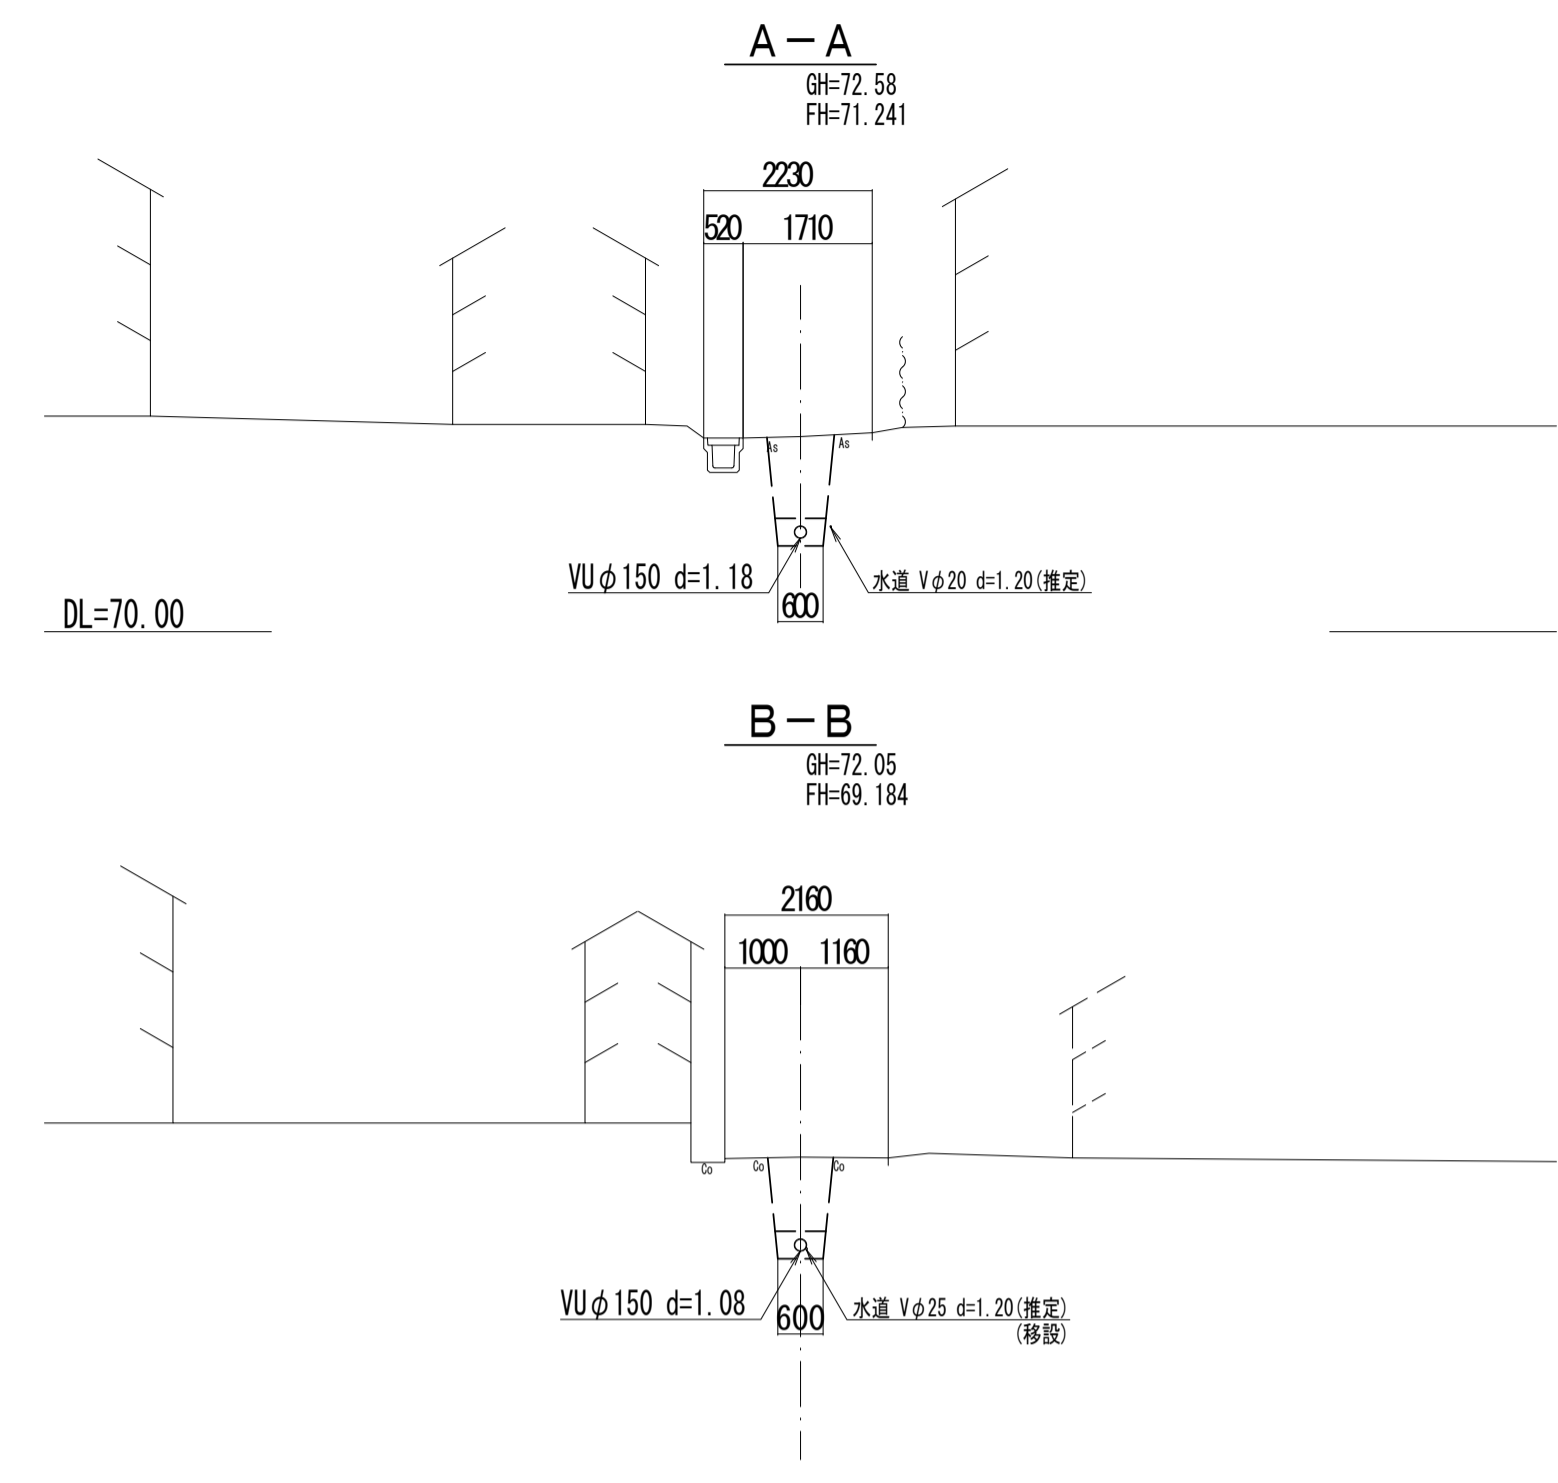 A－A
GH=72.58
FH=71.241
2230
520 1710
As As
VUφ150 d=1.18
水道 Vφ20 d=1.20(推定)
600
DL=70.00
B－B
GH=72.05
FH=69.184
2160
1000 1160
Co Co Co
VUφ150 d=1.08
水道 Vφ25 d=1.20(推定)
(移設)
600